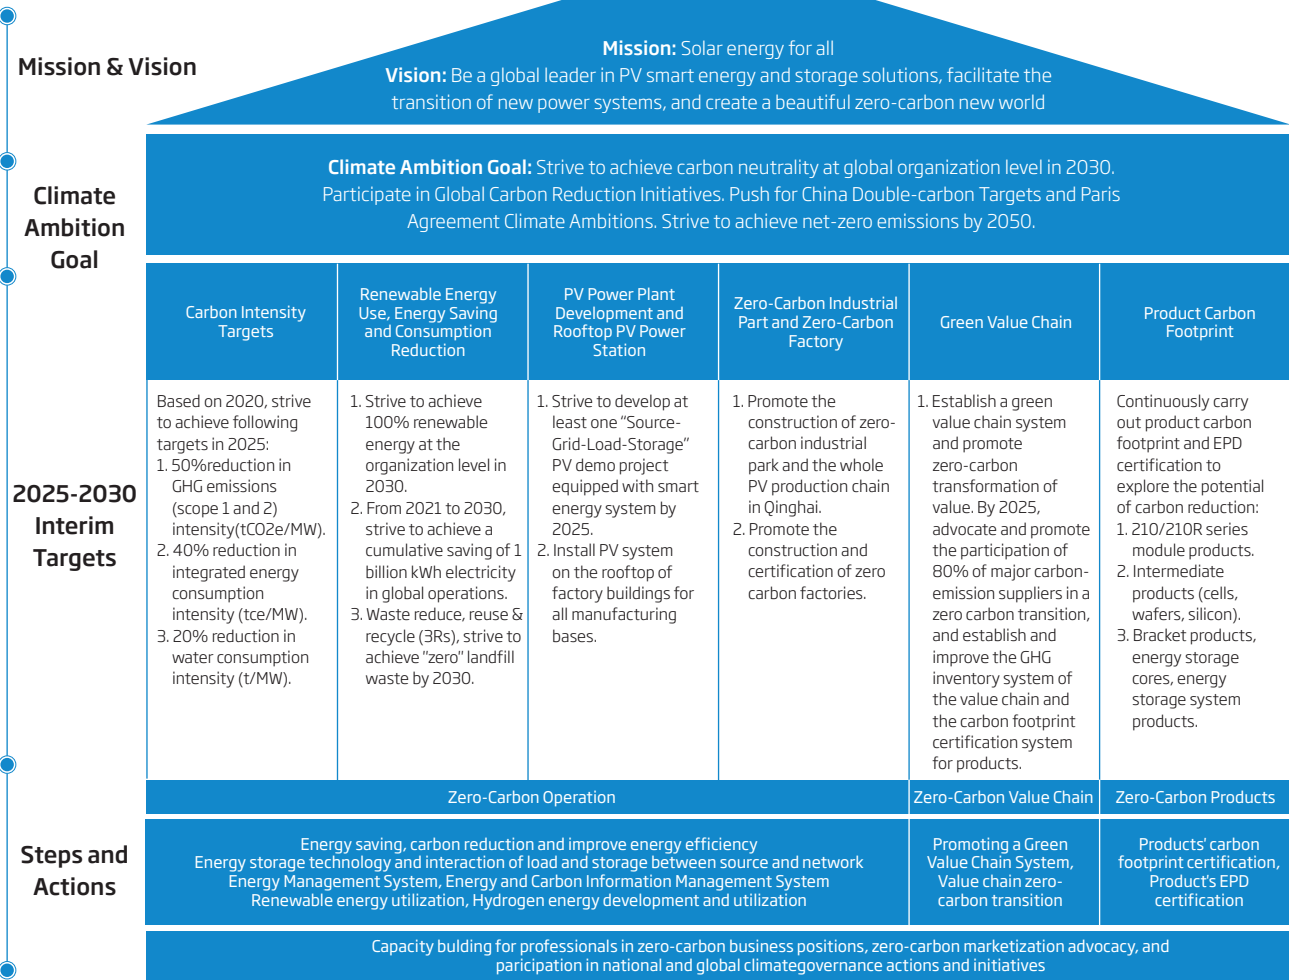 Mission & Vision
Mission: Solar energy for all
Vision: Be a global leader in PV smart energy and storage solutions, facilitate the
transition of new power systems, and create a beautiful zero-carbon new world
Climate
Ambition
Goal
Climate Ambition Goal: Strive to achieve carbon neutrality at global organization level in 2030.
Participate in Global Carbon Reduction Initiatives. Push for China Double-carbon Targets and Paris
Agreement Climate Ambitions. Strive to achieve net-zero emissions by 2050.
2025-2030
Interim
Targets
Carbon Intensity
Targets
Based on 2020, strive
to achieve following
targets in 2025:
1. 50%reduction in
GHG emissions
(scope 1 and 2)
intensity(tCO2e/MW).
2. 40% reduction in
integrated energy
consumption
intensity (tce/MW).
3. 20% reduction in
water consumption
intensity (t/MW).
Renewable Energy
Use, Energy Saving
and Consumption
Reduction
1. Strive to achieve
100% renewable
energy at the
organization level in
2030.
2. From 2021 to 2030,
strive to achieve a
cumulative saving of 1
billion kWh electricity
in global operations.
3. Waste reduce, reuse &
recycle (3Rs), strive to
achieve "zero" landfill
waste by 2030.
PV Power Plant
Development and
Rooftop PV Power
Station
1. Strive to develop at
least one “Source-
Grid-Load-Storage”
PV demo project
equipped with smart
energy system by
2025.
2. Install PV system
on the rooftop of
factory buildings for
all manufacturing
bases.
Zero-Carbon Industrial
Part and Zero-Carbon
Factory
1. Promote the
construction of zero-
carbon industrial
park and the whole
PV production chain
in Qinghai.
2. Promote the
construction and
certification of zero
carbon factories.
Green Value Chain
1. Establish a green
value chain system
and promote
zero-carbon
transformation of
value. By 2025,
advocate and promote
the participation of
80% of major carbon-
emission suppliers in a
zero carbon transition,
and establish and
improve the GHG
inventory system of
the value chain and
the carbon footprint
certification system
for products.
Product Carbon
Footprint
Continuously carry
out product carbon
footprint and EPD
certification to
explore the potential
of carbon reduction:
1. 210/210R series
module products.
2. Intermediate
products (cells,
wafers, silicon).
3. Bracket products,
energy storage
cores, energy
storage system
products.
Steps and
Actions
Zero-Carbon Operation
Zero-Carbon Value Chain
Zero-Carbon Products
Energy saving, carbon reduction and improve energy efficiency
Energy storage technology and interaction of load and storage between source and network
Energy Management System, Energy and Carbon Information Management System
Renewable energy utilization, Hydrogen energy development and utilization
Promoting a Green
Value Chain System,
Value chain zero-
carbon transition
Products' carbon
footprint certification,
Product's EPD
certification
Capacity bulding for professionals in zero-carbon business positions, zero-carbon marketization advocacy, and
paricipation in national and global climategovernance actions and initiatives